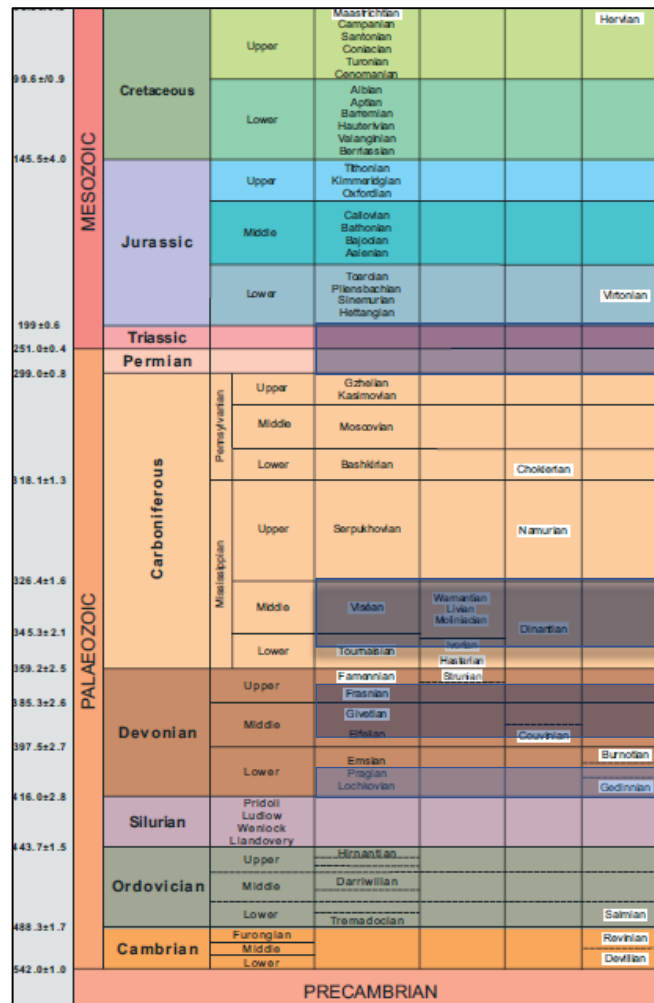 Maastrichtian
Hervian
Campanian
Upper
Santonian
Coniacian
Turonian
Cenomanian
99.6±/0.9
Cretaceous
Albian
Aptian
Lower
Barremian
Hauterivian
Valanginian
Berriassian
145.5±4.0
MESOZOIC
Tithonian
Upper
Kimmeridgian
Oxfordian
Jurassic
Middle
Callovian
Bathonian
Bajocian
Aalenian
Lower
Toarcian
Pliensbachian
Virtonian
Sinemurian
Hettangian
199±0.6
Triassic
251.0±0.4
Permian
299.0±0.8
PALAEOZOIC
Carboniferous
Pennsylvanian
Upper
Gzhelian
Kasimovian
Middle
Moscovian
Lower
Bashkirian
Chokierian
318.1±1.3
Mississippian
Upper
Serpukhovian
Namurian
326.4±1.6
Middle
Viséan
Warnantian
Livian
Moliniacian
Dinantian
345.3±2.1
Lower
Tournaisian
Ivorian
Hastarian
359.2±2.5
Devonian
Upper
Famennian
Strunian
Frasnian
385.3±2.6
Middle
Givetian
Eifelian
Couvinian
397.5±2.7
Lower
Emsian
Burnotian
Pragian
Lochkovian
Gedinnian
416.0±2.8
Silurian
Pridoli
Ludlow
Wenlock
Llandovery
443.7±1.5
Ordovician
Upper
Hirnantian
Middle
Darriwilian
Lower
Tremadocian
Salmian
488.3±1.7
Cambrian
Furongian
Revinian
Middle
Lower
Devillian
542.0±1.0
PRECAMBRIAN